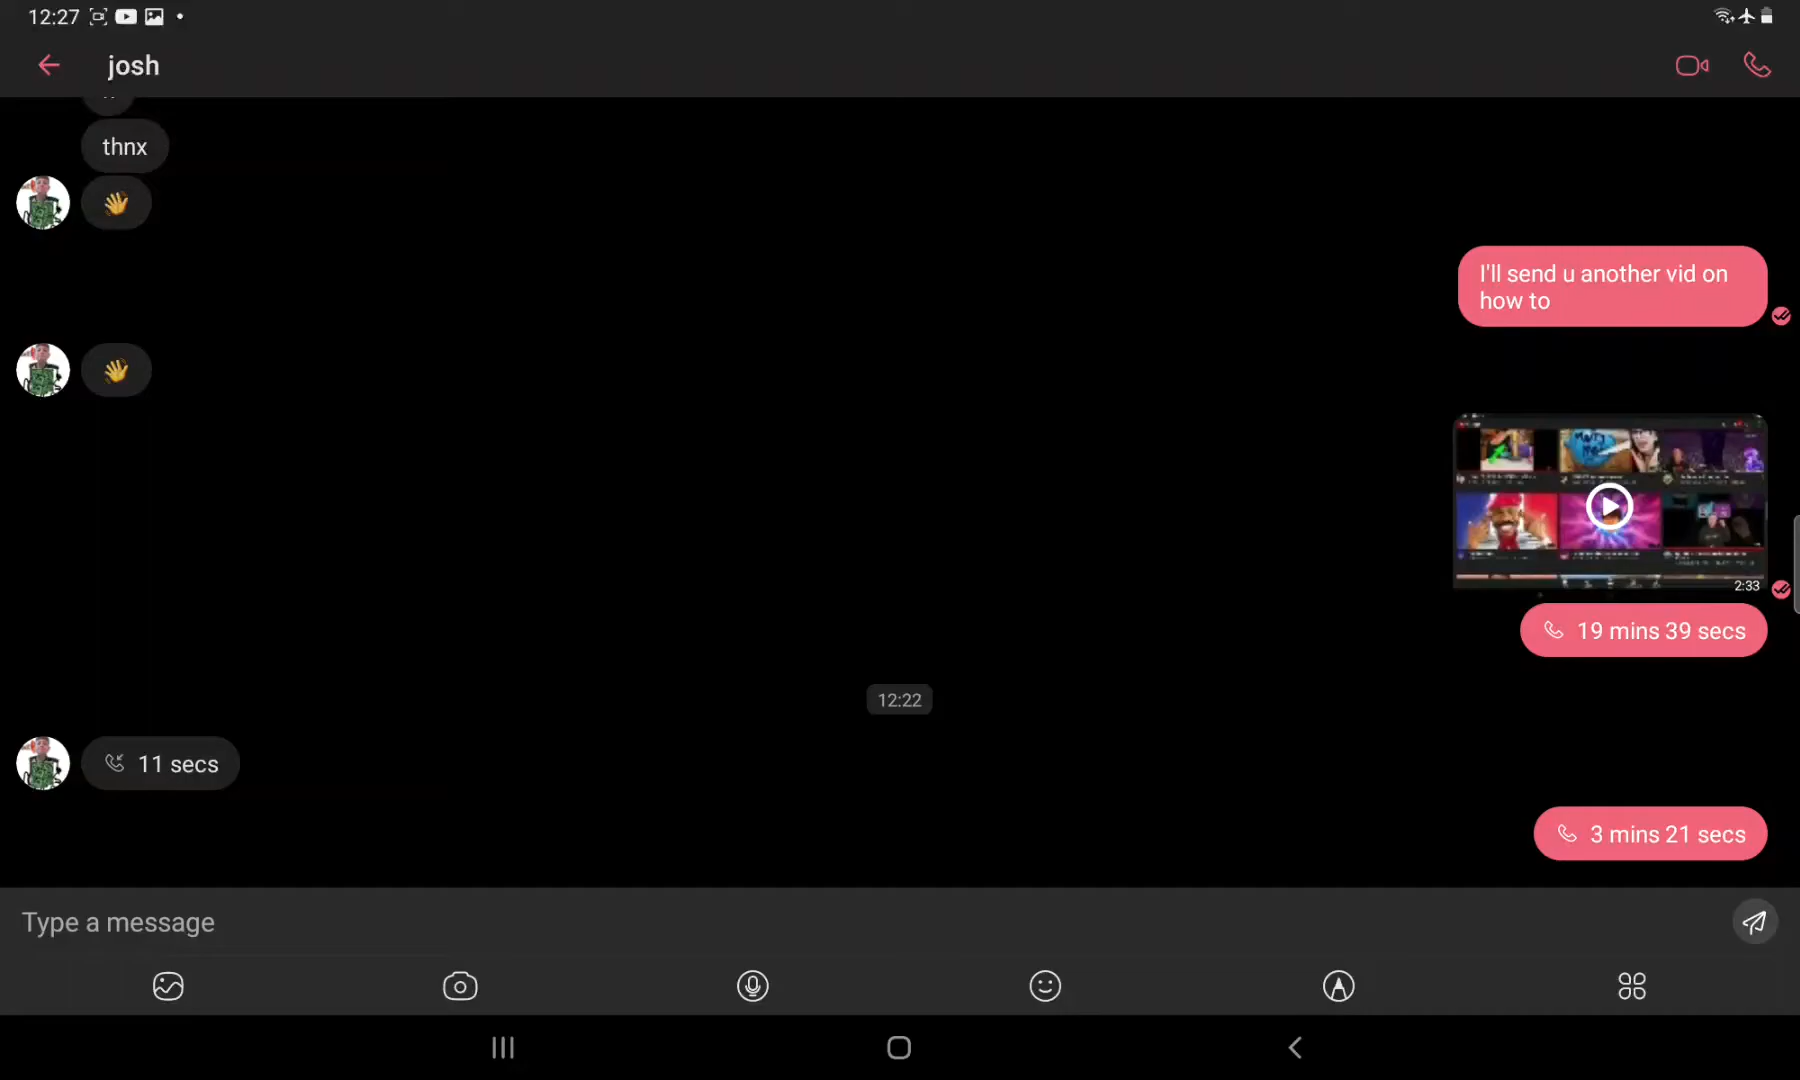 12:27
josh
thnx
I'll send u another vid on
how to
2:33
19 mins 39 secs
12:22
11 secs
3 mins 21 secs
Type a message